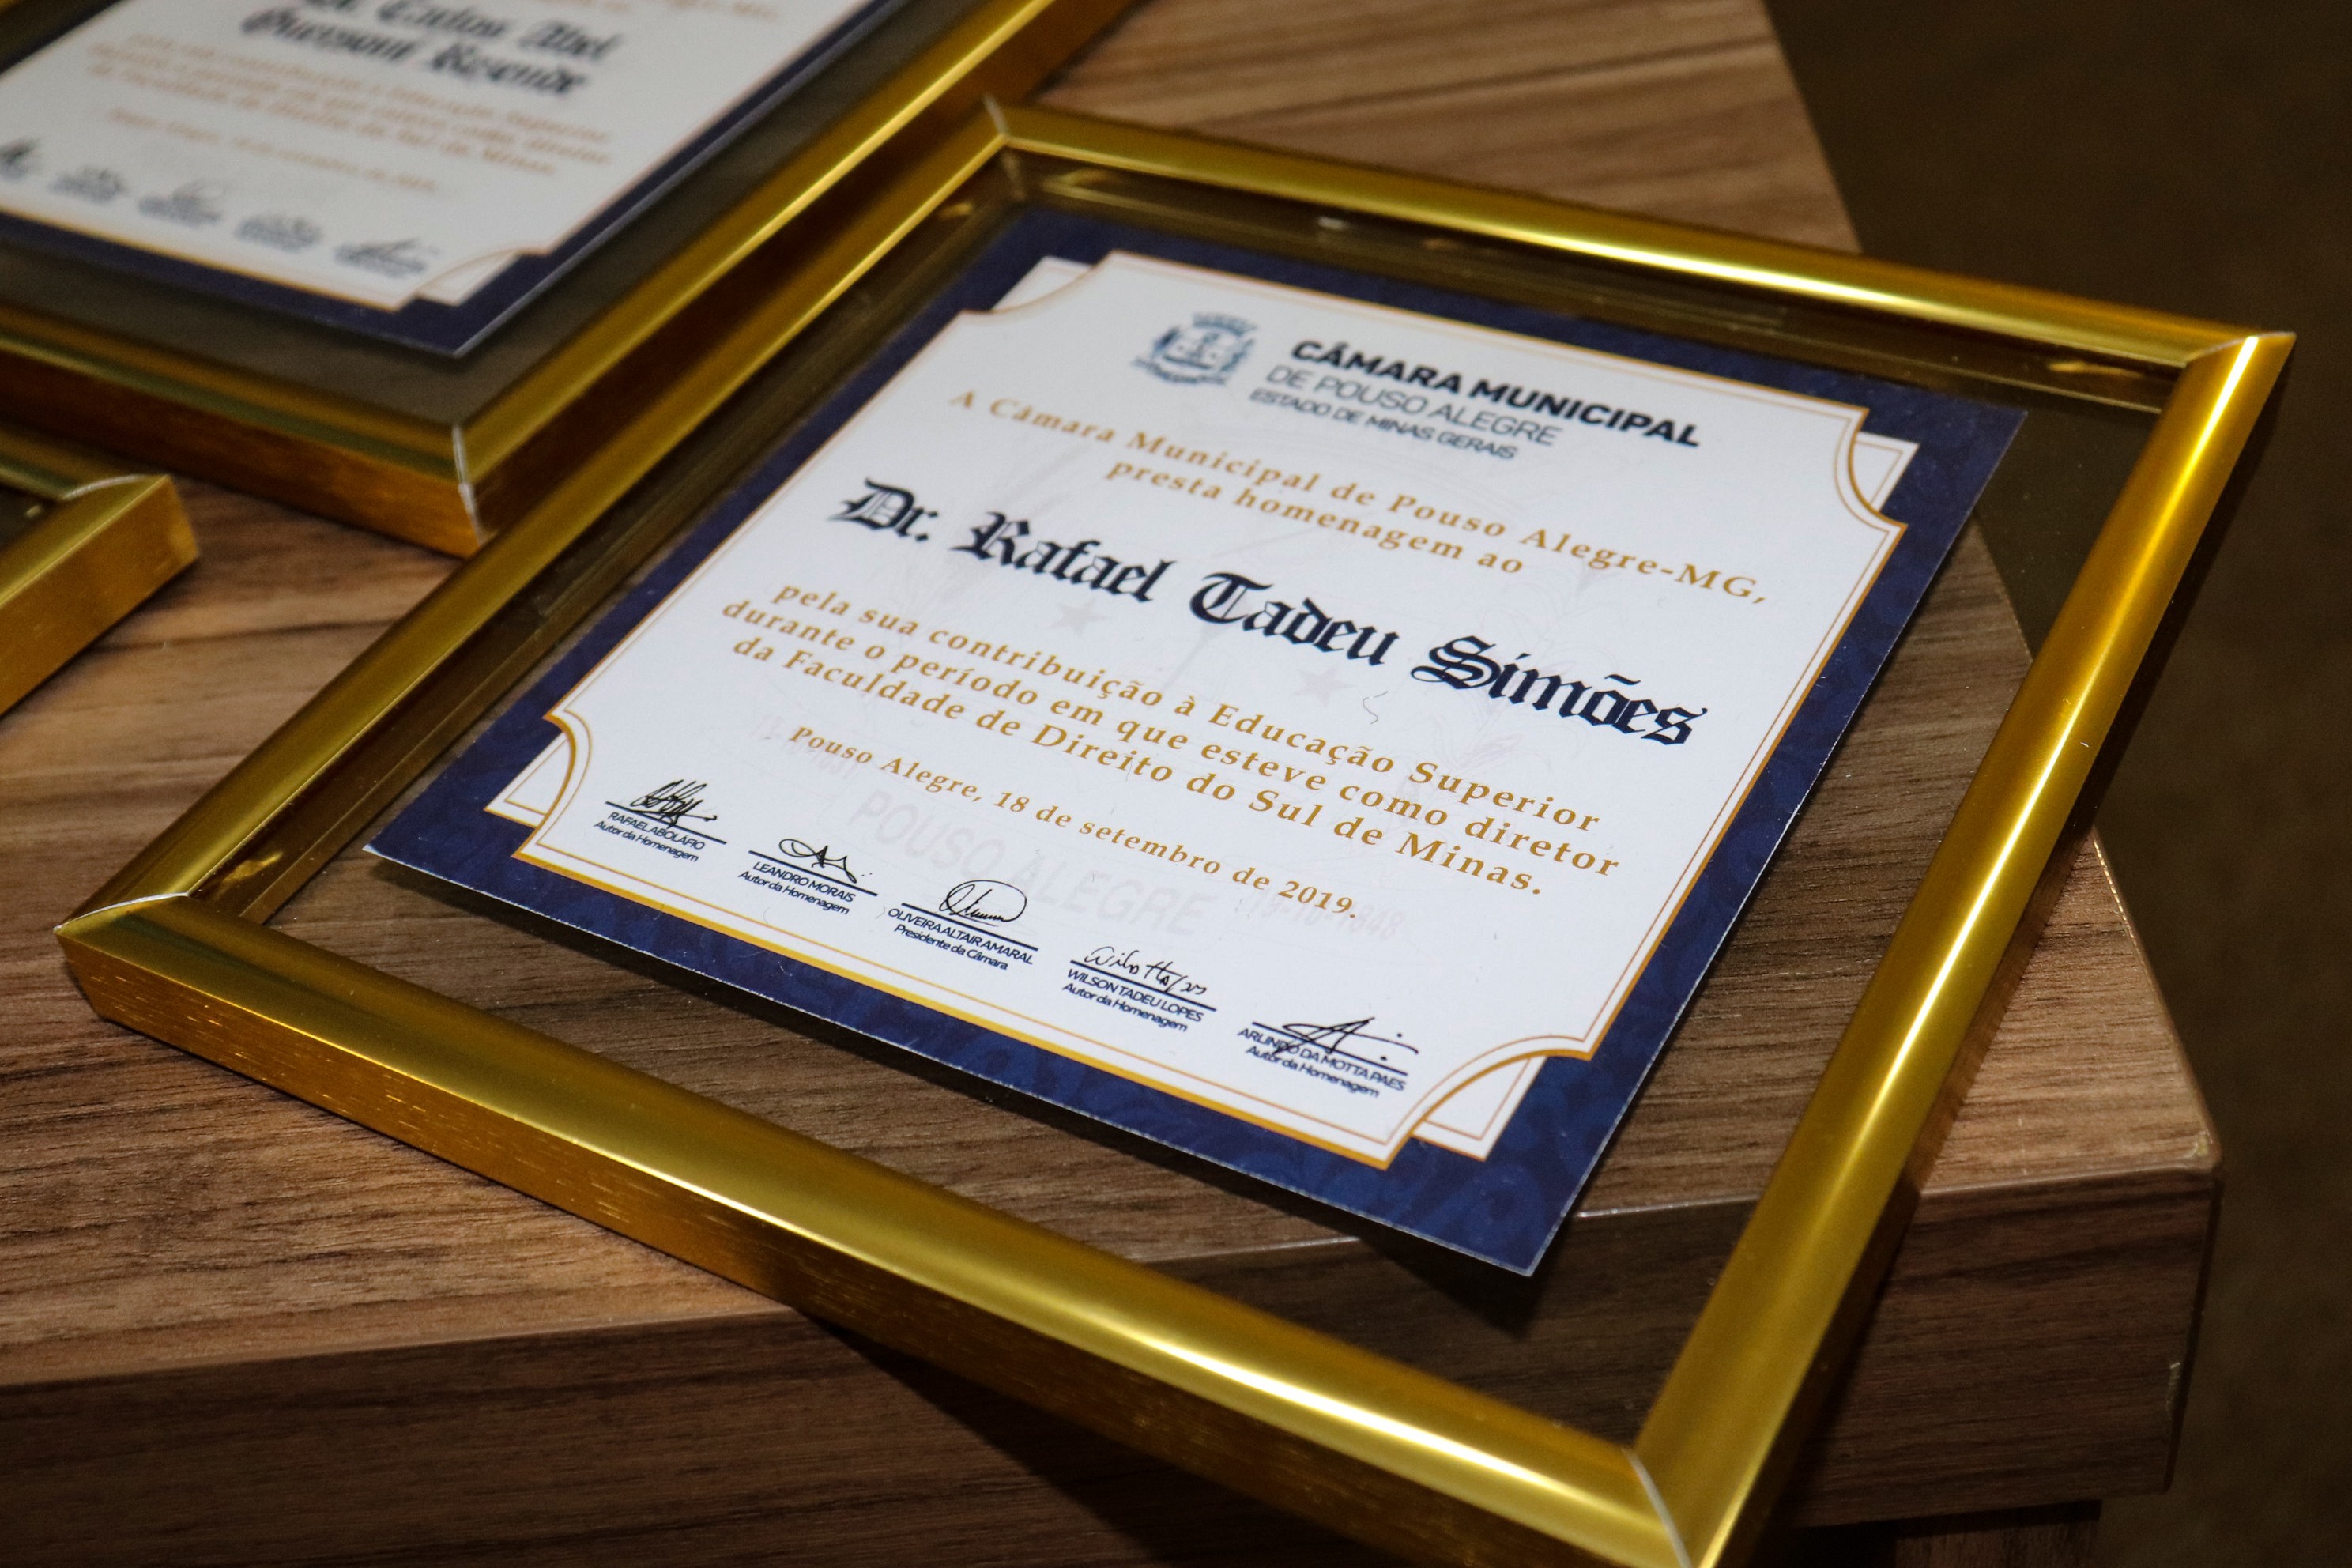 CÂMARA MUNICIPAL
DE POUSO ALEGRE
ESTADO DE MINAS GERAIS
A Câmara Municipal de Pouso Alegre-MG,
presta homenagem ao
Dr. Rafael Tadeu Simões
pela sua contribuição à Educação Superior
durante o período em que esteve como diretor
da Faculdade de Direito do Sul de Minas.
Pouso Alegre, 18 de setembro de 2019.
POUSO ALEGRE
RAFAEL ABOLÁFIO
Autor da Homenagem
LEANDRO MORAIS
Autor da Homenagem
OLIVEIRA ALTAIR AMARAL
Presidente da Câmara
WILSON TADEU LOPES
Autor da Homenagem
ARLINDO DA MOTTA PAES
Autor da Homenagem